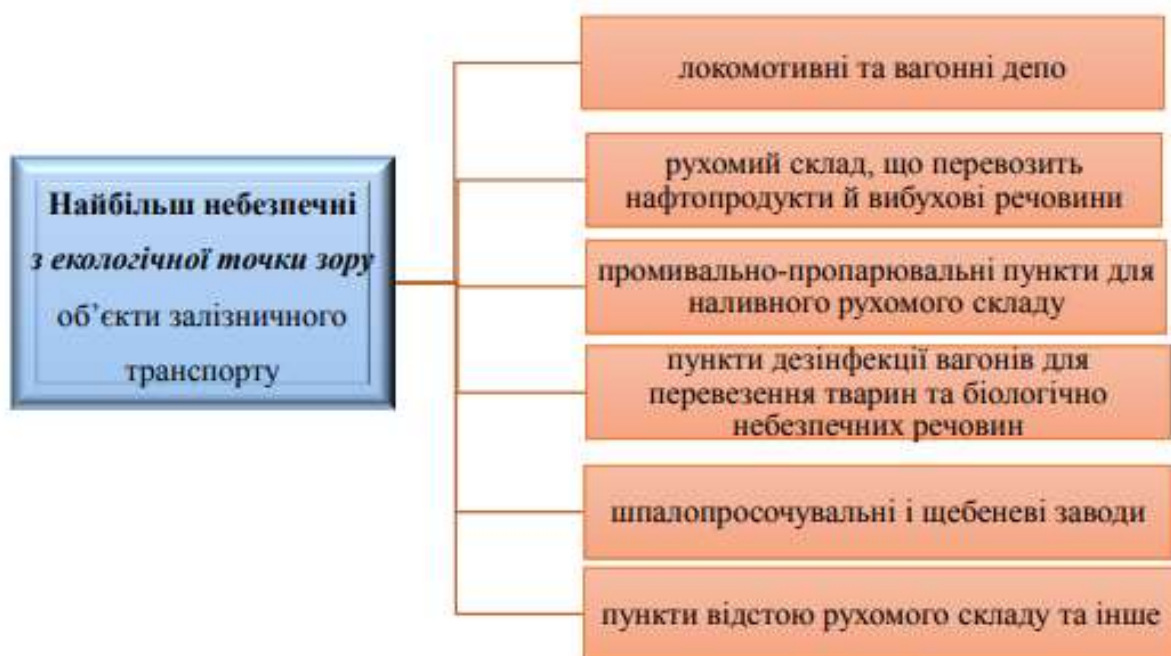 Найбільш небезпечні
з екологічної точки зору
об’єкти залізничного
транспорту
локомотивні та вагонні депо
рухомий склад, що перевозить
нафтопродукти й вибухові речовини
промивально-пропарювальні пункти для
наливного рухомого складу
пункти дезінфекції вагонів для
перевезення тварин та біологічно
небезпечних речовин
шпалопросочувальні і щебеневі заводи
пункти відстою рухомого складу та інше